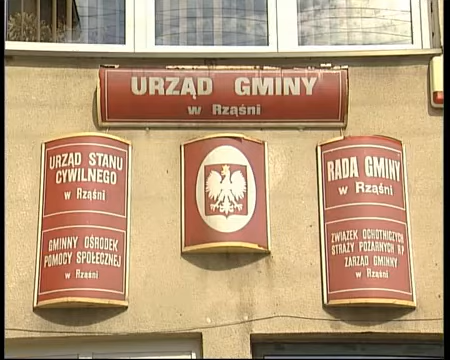 URZĄD GMINY
w Rząśni
URZĄD STANU
CYWILNEGO
w Rząśni
GMINNY OŚRODEK
POMOCY SPOŁECZNEJ
w Rząśni
RADA GMINY
w Rząśni
ZWIĄZEK OCHOTNICZYCH
STRAŻY POŻARNYCH RP
ZARZĄD GMINNY
w Rząśni